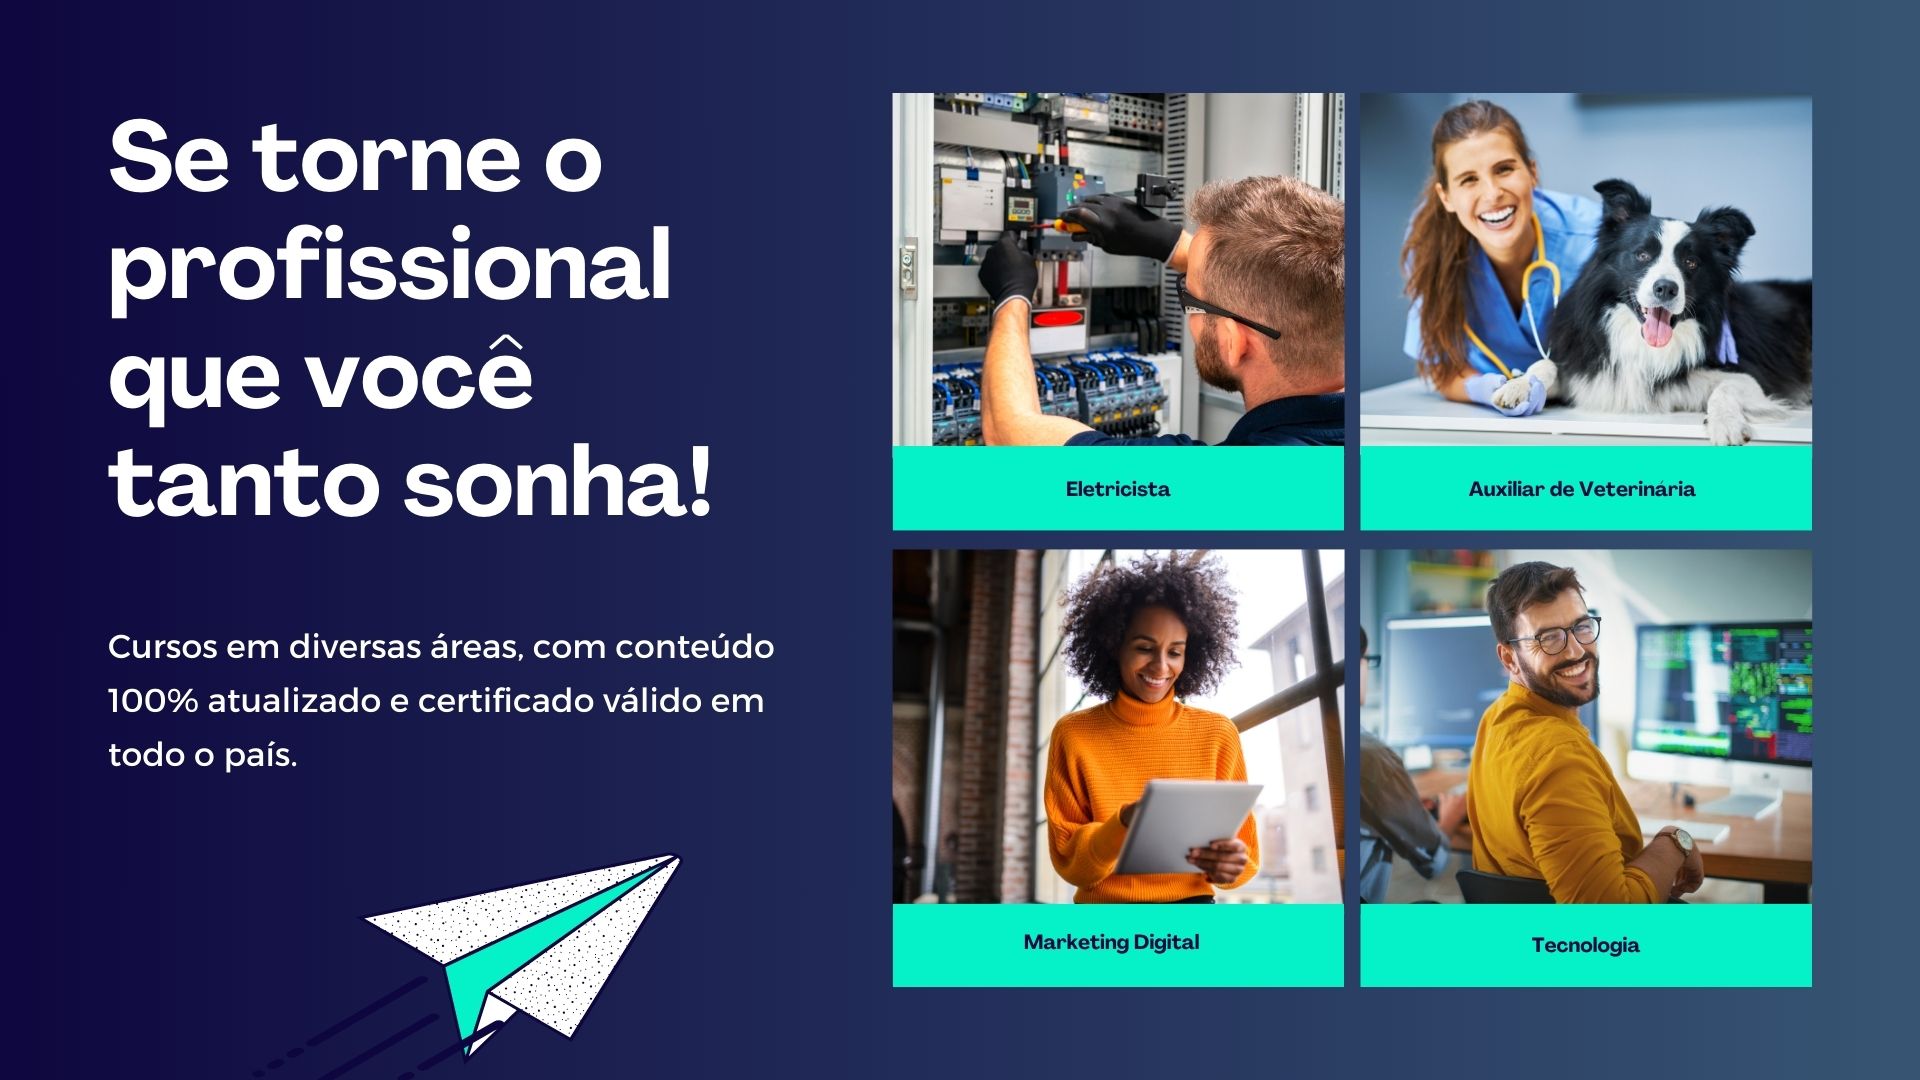 Se torne o
profissional
que você
tanto sonha!
Cursos em diversas áreas, com conteúdo
100% atualizado e certificado válido em
todo o país.
Eletricista
Auxiliar de Veterinária
Marketing Digital
Tecnologia